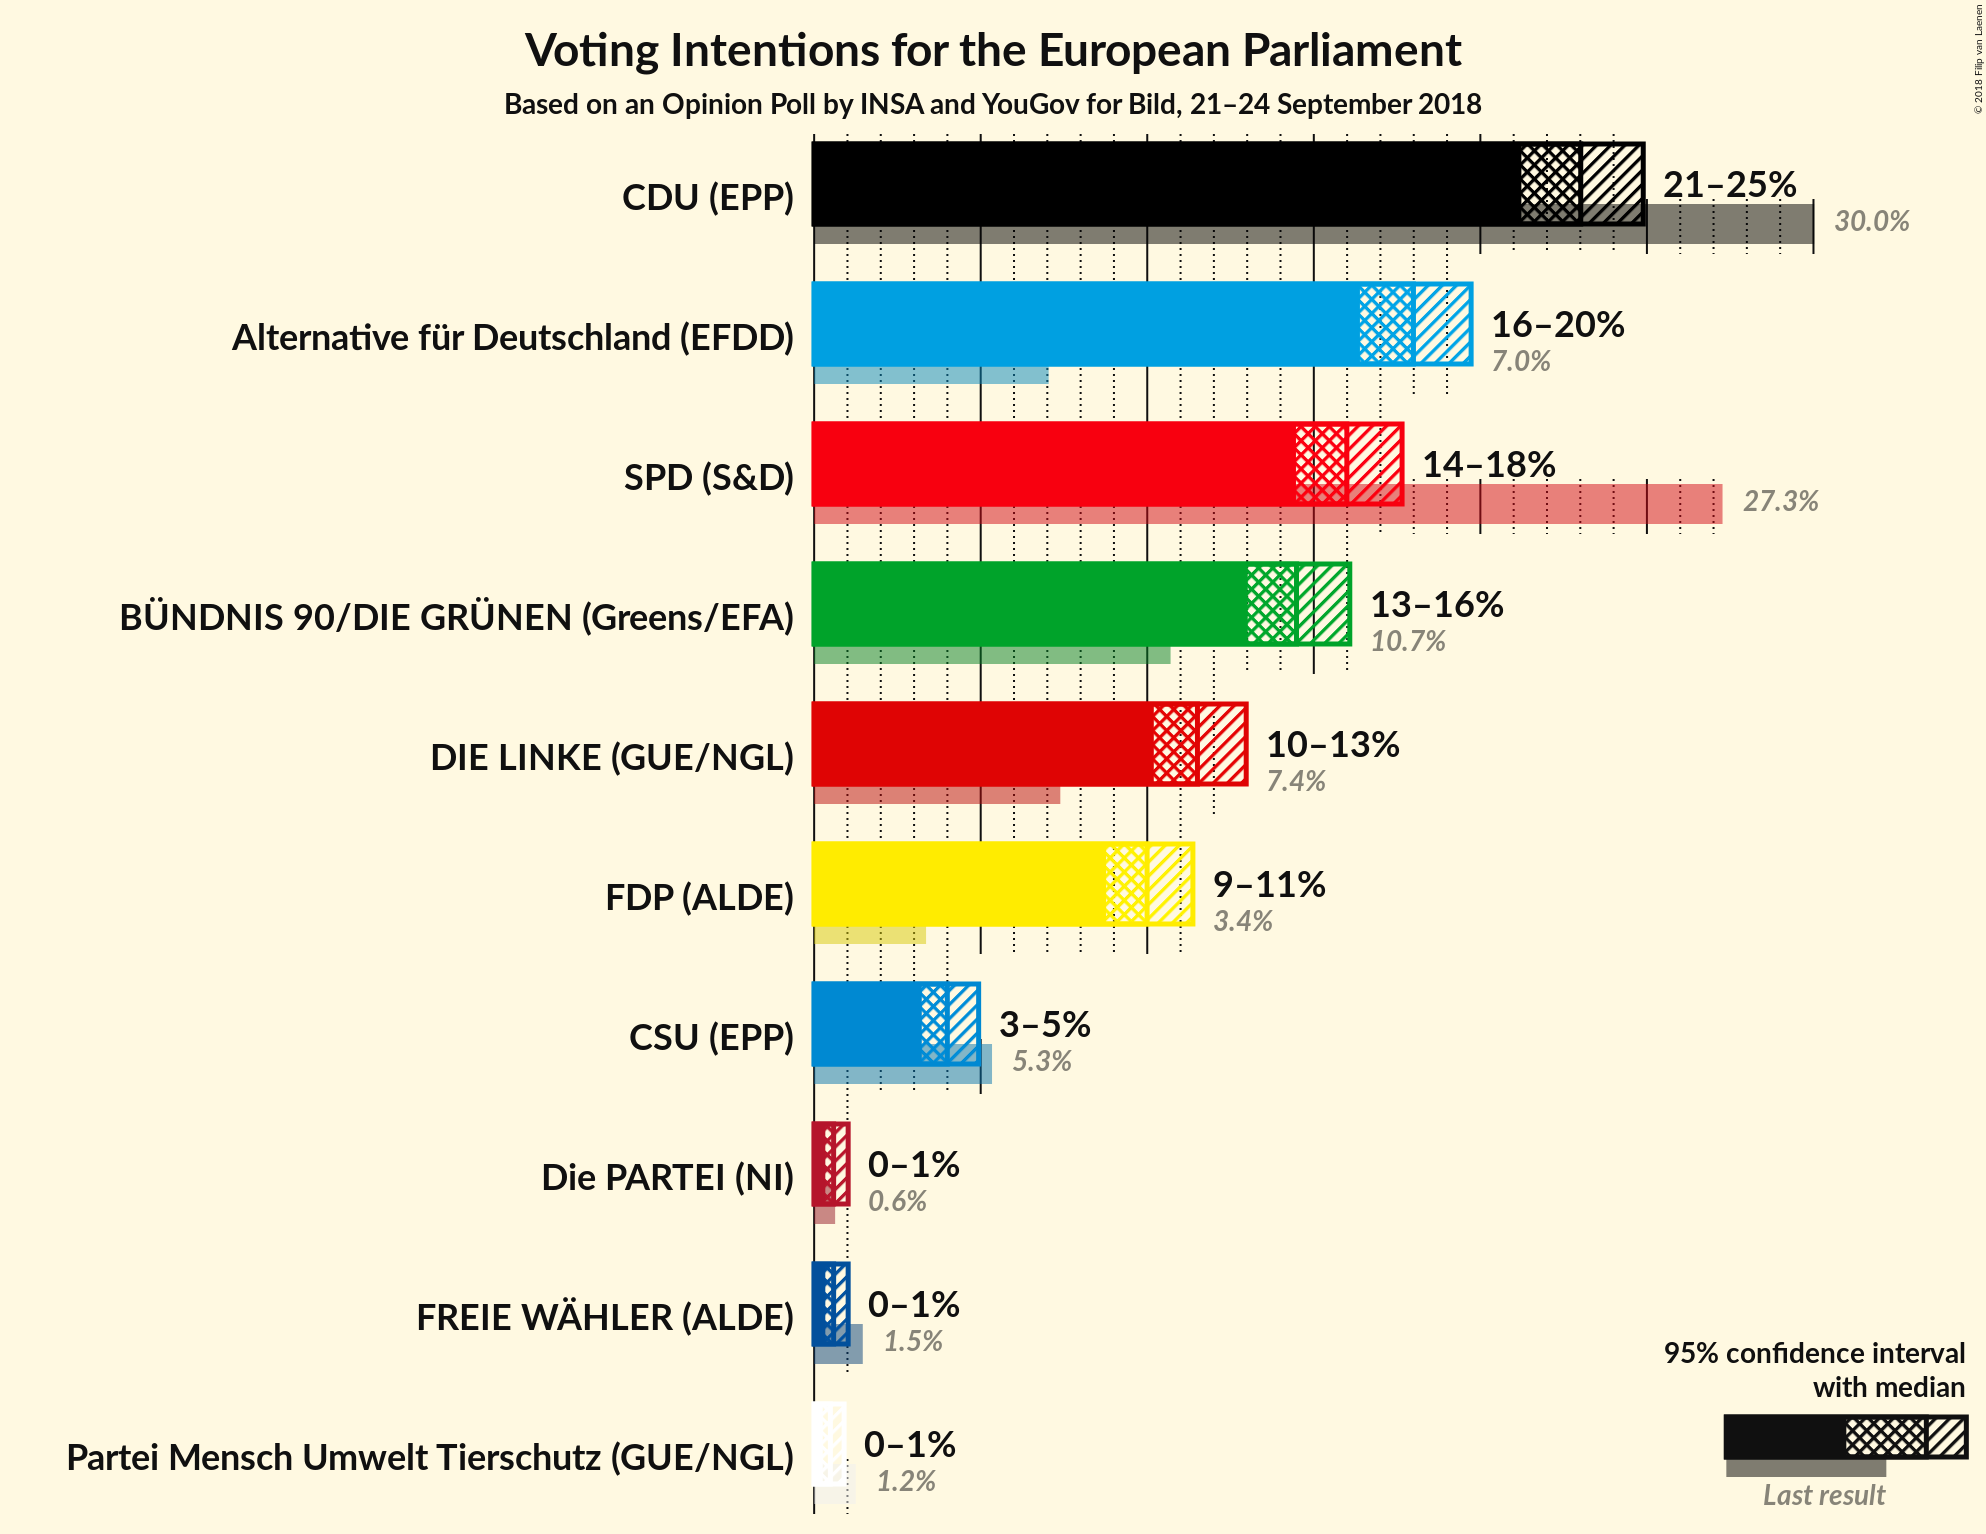 Voting Intentions for the European Parliament
Based on an Opinion Poll by INSA and YouGov for Bild, 21–24 September 2018
© 2018 Filip van Laenen
CDU (EPP)
21–25%
30.0%
Alternative für Deutschland (EFDD)
16–20%
7.0%
SPD (S&D)
14–18%
27.3%
BÜNDNIS 90/DIE GRÜNEN (Greens/EFA)
13–16%
10.7%
DIE LINKE (GUE/NGL)
10–13%
7.4%
FDP (ALDE)
9–11%
3.4%
CSU (EPP)
3–5%
5.3%
Die PARTEI (NI)
0–1%
0.6%
FREIE WÄHLER (ALDE)
0–1%
1.5%
Partei Mensch Umwelt Tierschutz (GUE/NGL)
0–1%
1.2%
95% confidence interval
with median
Last result